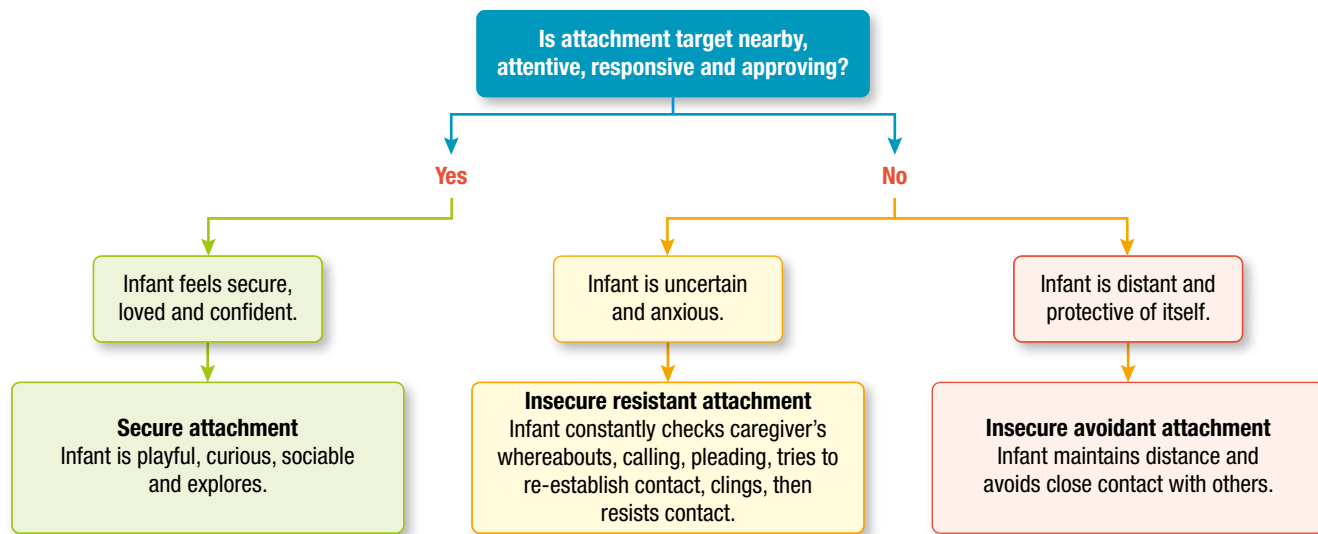 Is attachment target nearby,
attentive, responsive and approving?
Yes
No
Infant feels secure,
loved and confident.
Infant is uncertain
and anxious.
Infant is distant and
protective of itself.
Secure attachment
Infant is playful, curious, sociable
and explores.
Insecure resistant attachment
Infant constantly checks caregiver’s
whereabouts, calling, pleading, tries to
re-establish contact, clings, then
resists contact.
Insecure avoidant attachment
Infant maintains distance and
avoids close contact with others.